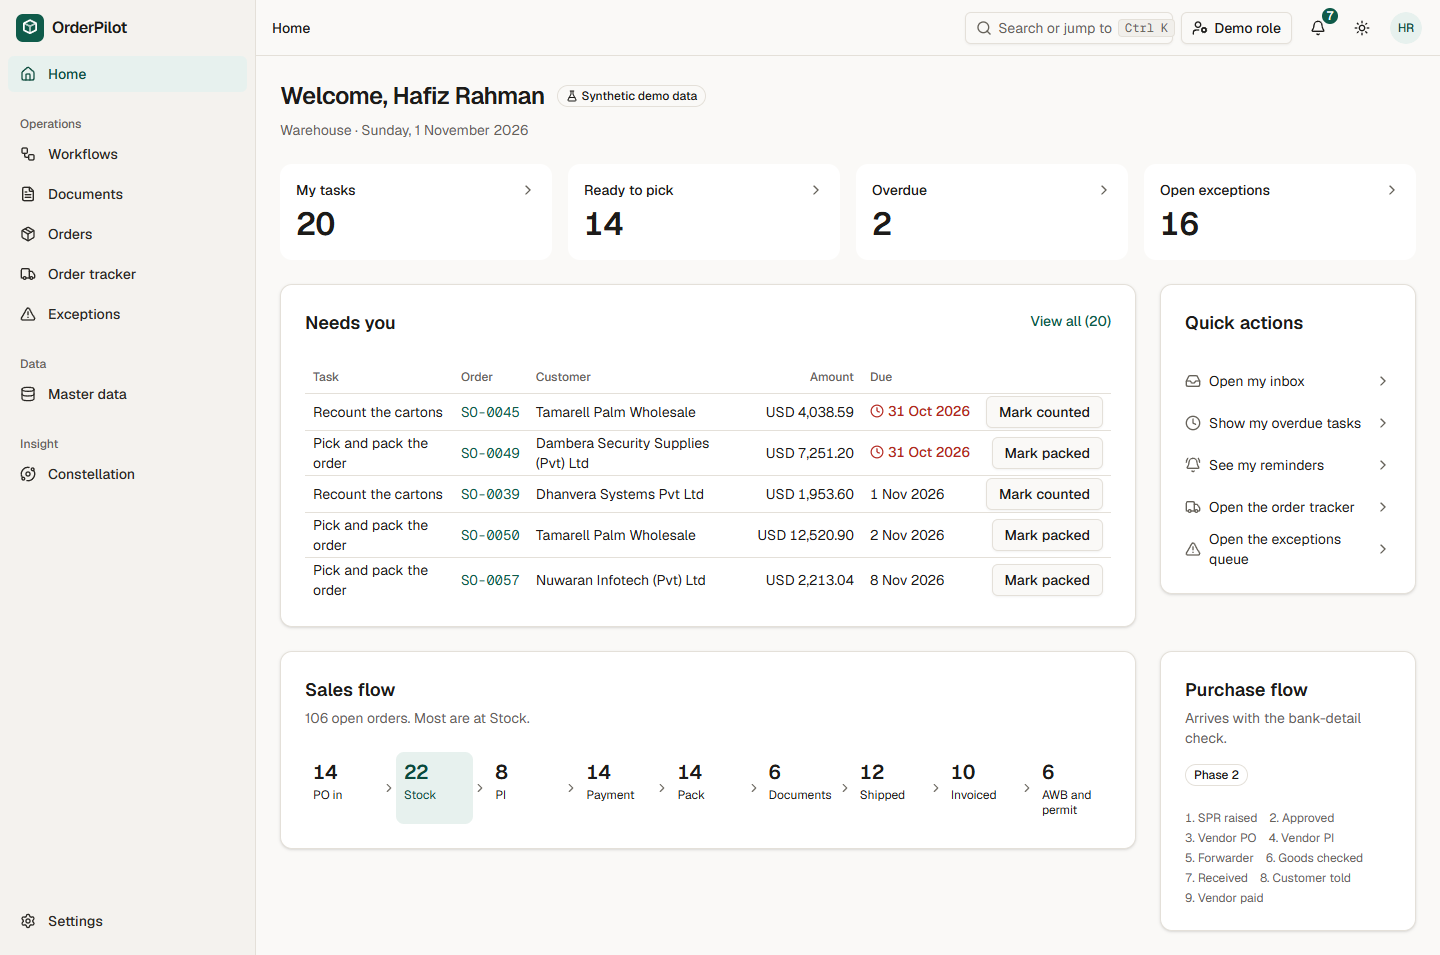 OrderPilot
Home
Operations
Workflows
Documents
Orders
Order tracker
Exceptions
Data
Master data
Insight
Constellation
Settings
Home
Search or jump to Ctrl K
Demo role
7
HR
Welcome, Hafiz Rahman
Synthetic demo data
Warehouse · Sunday, 1 November 2026
My tasks
20
Ready to pick
14
Overdue
2
Open exceptions
16
Needs you
View all (20)
Task Order Customer Amount Due
Recount the cartons SO-0045 Tamarell Palm Wholesale USD 4,038.59 31 Oct 2026 Mark counted
Pick and pack the order SO-0049 Dambera Security Supplies (Pvt) Ltd USD 7,251.20 31 Oct 2026 Mark packed
Recount the cartons SO-0039 Dhanvera Systems Pvt Ltd USD 1,953.60 1 Nov 2026 Mark counted
Pick and pack the order SO-0050 Tamarell Palm Wholesale USD 12,520.90 2 Nov 2026 Mark packed
Pick and pack the order SO-0057 Nuwaran Infotech (Pvt) Ltd USD 2,213.04 8 Nov 2026 Mark packed
Quick actions
Open my inbox
Show my overdue tasks
See my reminders
Open the order tracker
Open the exceptions
queue
Sales flow
106 open orders. Most are at Stock.
14
PO in
22
Stock
8
PI
14
Payment
14
Pack
6
Documents
12
Shipped
10
Invoiced
6
AWB and
permit
Purchase flow
Arrives with the bank-detail
check.
Phase 2
1. SPR raised 2. Approved
3. Vendor PO 4. Vendor PI
5. Forwarder 6. Goods checked
7. Received 8. Customer told
9. Vendor paid